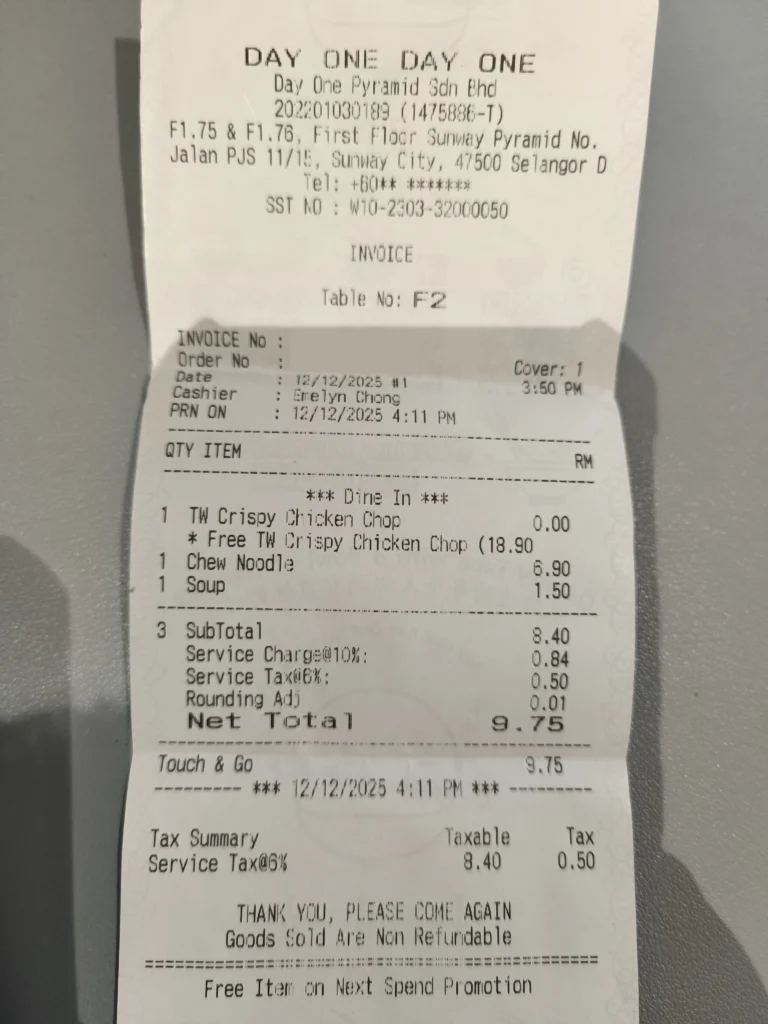 DAY ONE DAY ONE
Day One Pyramid Sdn Bhd
202201030189 (1475886-T)
F1.75 & F1.76, First Floor Sunway Pyramid No.
Jalan PJS 11/15, Sunway City, 47500 Selangor D
Tel: +60** *******
SST NO : W10-2303-32000050
INVOICE
Table No: F2
INVOICE No :
Order No : Cover: 1
Date : 12/12/2025 #1 3:50 PM
Cashier : Emelyn Chong
PRN ON : 12/12/2025 4:11 PM
QTY ITEM RM
*** Dine In ***
1 TW Crispy Chicken Chop 0.00
* Free TW Crispy Chicken Chop (18.90
1 Chew Noodle 6.90
1 Soup 1.50
3 SubTotal 8.40
Service Charge@10%: 0.84
Service Tax@6%: 0.50
Rounding Adj 0.01
Net Total 9.75
Touch & Go 9.75
--------- *** 12/12/2025 4:11 PM *** ---------
Tax Summary Taxable Tax
Service Tax@6% 8.40 0.50
THANK YOU, PLEASE COME AGAIN
Goods Sold Are Non Refundable
Free Item on Next Spend Promotion